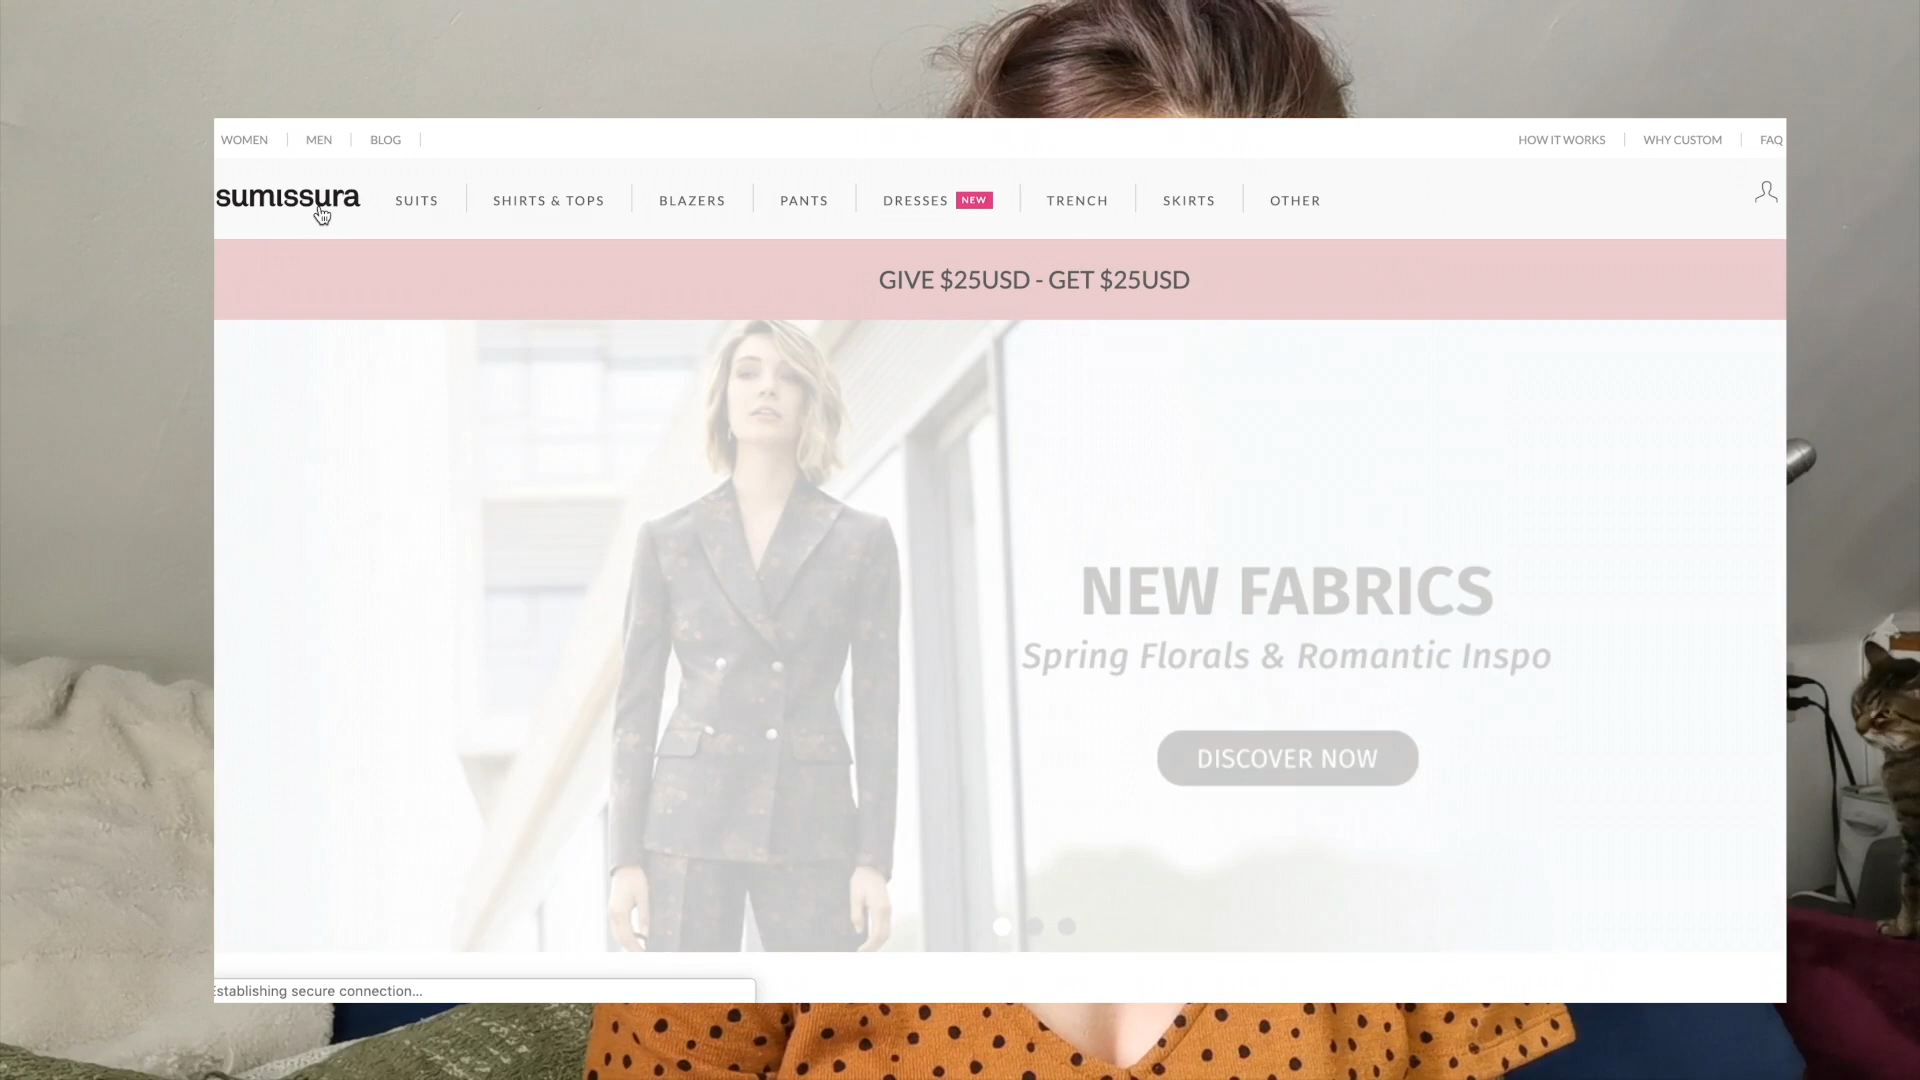 WOMEN MEN BLOG HOW IT WORKS WHY CUSTOM FAQ
sumissura SUITS SHIRTS & TOPS BLAZERS PANTS DRESSES NEW TRENCH SKIRTS OTHER
GIVE $25USD - GET $25USD
NEW FABRICS
Spring Florals & Romantic Inspo
DISCOVER NOW
Establishing secure connection...